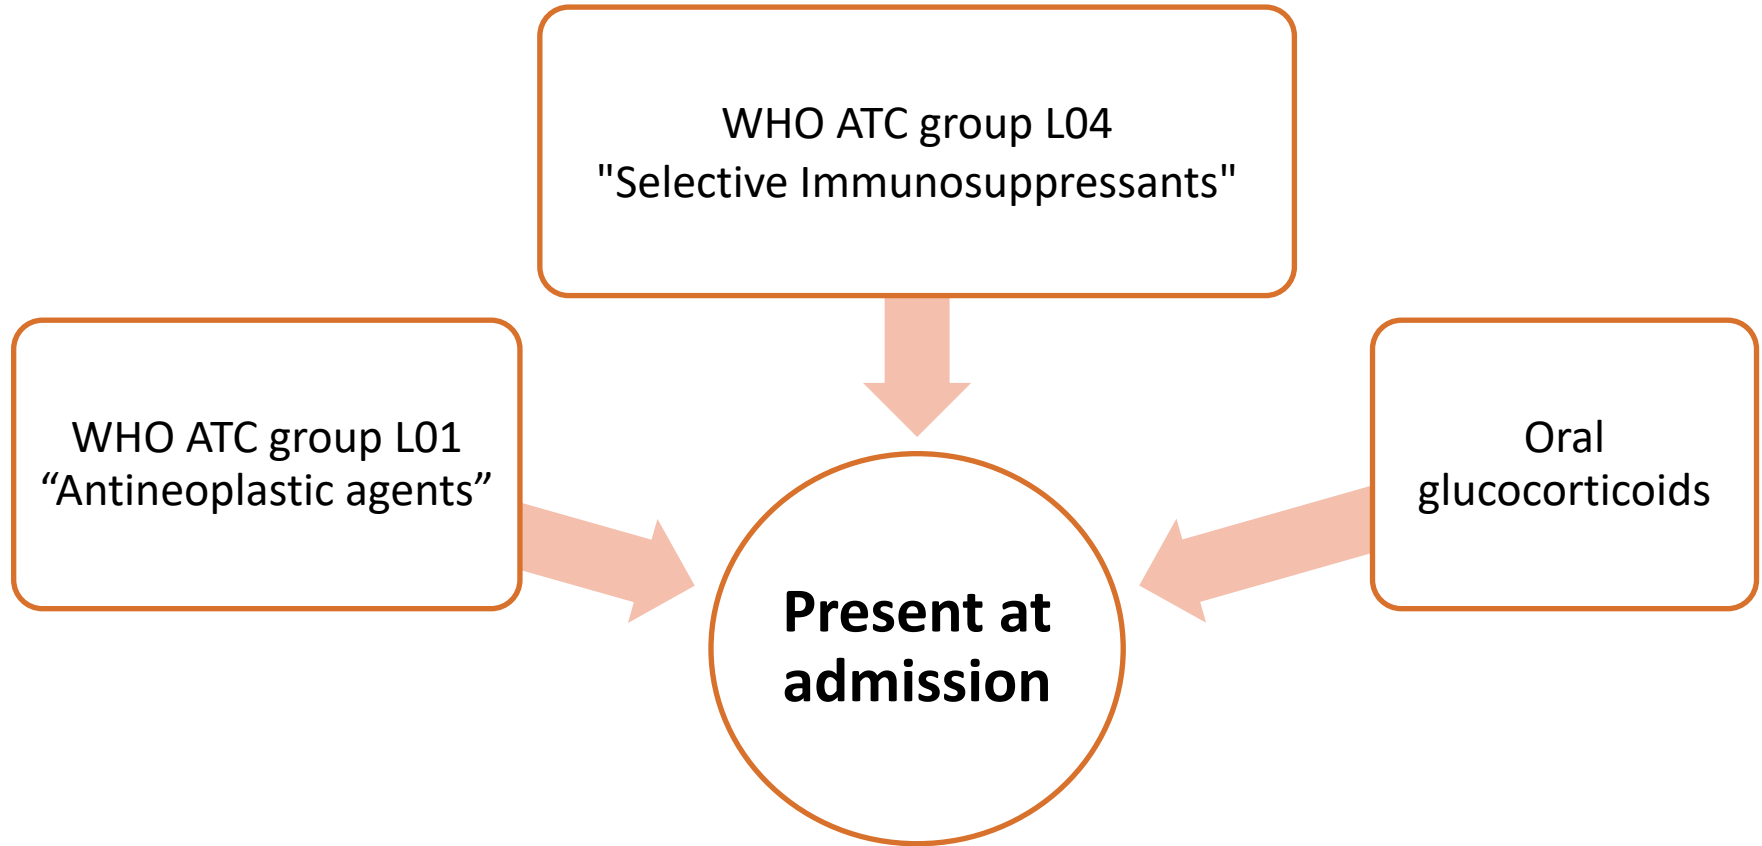 WHO ATC group L04
"Selective Immunosuppressants"
WHO ATC group L01
“Antineoplastic agents”
Oral
glucocorticoids
Present at
admission